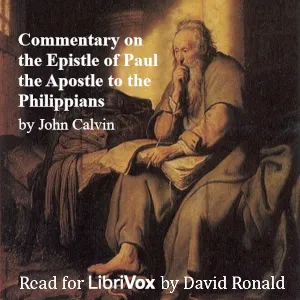 Commentary on
the Epistle of Paul
the Apostle to the
Philippians
by John Calvin
Read for LibriVox by David Ronald